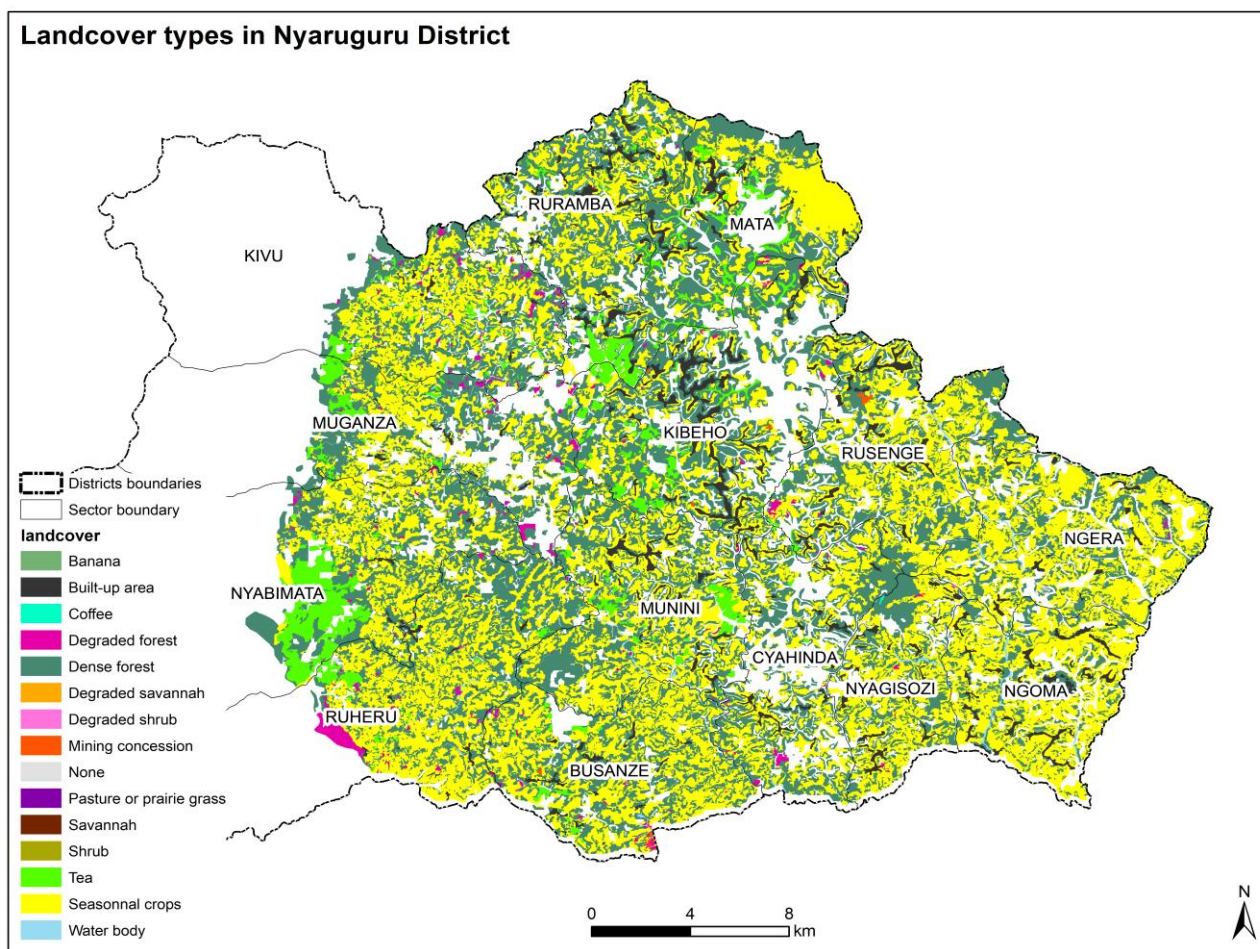 Landcover types in Nyaruguru District
KIVU
RURAMBA
MATA
MUGANZA
KIBEHO
RUSENGE
NGERA
NYABIMATA
MUNINI
CYAHINDA
NYAGISOZI
NGOMA
RUHERU
BUSANZE
Districts boundaries
Sector boundary
landcover
Banana
Built-up area
Coffee
Degraded forest
Dense forest
Degraded savannah
Degraded shrub
Mining concession
None
Pasture or prairie grass
Savannah
Shrub
Tea
Seasonnal crops
Water body
0 4 8
km
N